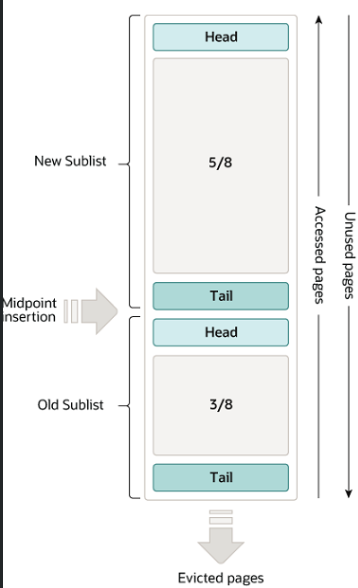 Head
New Sublist
5/8
Accessed pages
Unused pages
Tail
Midpoint
insertion
Head
Old Sublist
3/8
Tail
Evicted pages